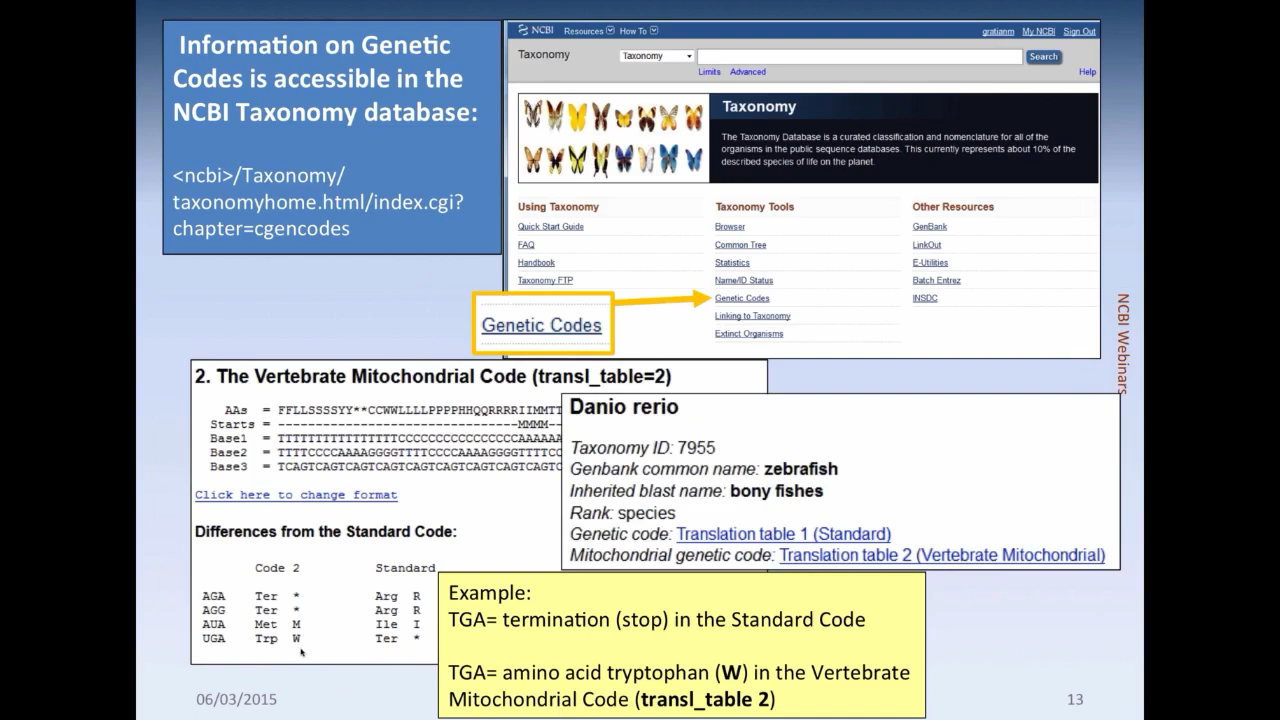 Information on Genetic
Codes is accessible in the
NCBI Taxonomy database:
<ncbi>/Taxonomy/
taxonomyhome.html/index.cgi?
chapter=cgencodes
NCBI Resources How To
gratianm My NCBI Sign Out
Taxonomy
Taxonomy
Search
Limits Advanced
Help
Taxonomy
The Taxonomy Database is a curated classification and nomenclature for all of the
organisms in the public sequence databases. This currently represents about 10% of the
described species of life on the planet.
Using Taxonomy
Quick Start Guide
FAQ
Handbook
Taxonomy FTP
Taxonomy Tools
Browser
Common Tree
Statistics
Name/ID Status
Genetic Codes
Linking to Taxonomy
Extinct Organisms
Other Resources
GenBank
LinkOut
E-Utilities
Batch Entrez
INSDC
Genetic Codes
NCBI Webinars
2. The Vertebrate Mitochondrial Code (transl_table=2)
AAs = FFLLSSSSYY**CCWWLLLLPPPPHHQQRRRRIIMMTT
Starts = --------------------------------MMMM--
Base1 = TTTTTTTTTTTTTTTTCCCCCCCCCCCCCCCCAAAAAA
Base2 = TTTTCCCCAAAAGGGGTTTTCCCCAAAAGGGGTTTTCC
Base3 = TCAGTCAGTCAGTCAGTCAGTCAGTCAGTCAGTCAGTC
Click here to change format
Differences from the Standard Code:
Code 2 Standard
AGA Ter * Arg R
AGG Ter * Arg R
AUA Met M Ile I
UGA Trp W Ter *
Danio rerio
Taxonomy ID: 7955
Genbank common name: zebrafish
Inherited blast name: bony fishes
Rank: species
Genetic code: Translation table 1 (Standard)
Mitochondrial genetic code: Translation table 2 (Vertebrate Mitochondrial)
Example:
TGA= termination (stop) in the Standard Code
TGA= amino acid tryptophan (W) in the Vertebrate
Mitochondrial Code (transl_table 2)
06/03/2015
13